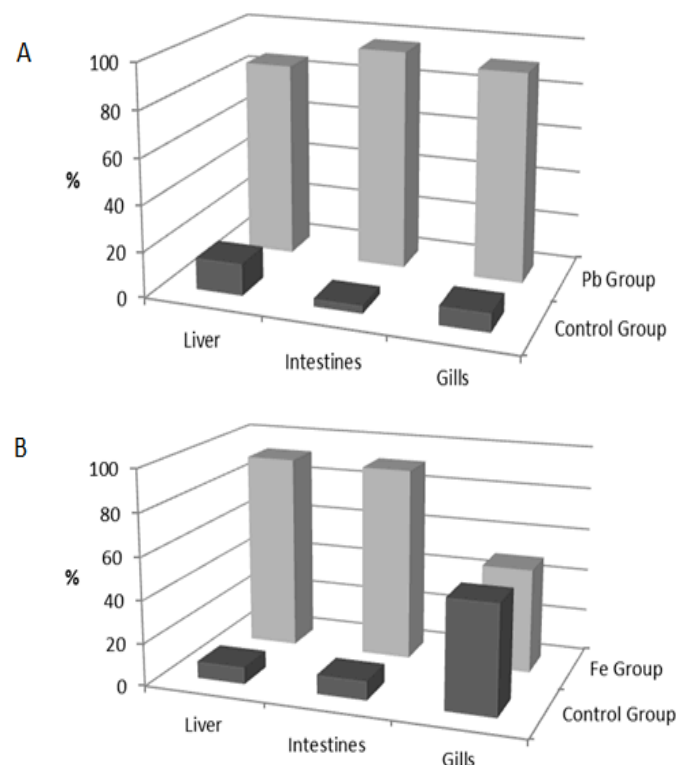 A
100
80
60
%
40
20
0
Liver
Intestines
Gills
Pb Group
Control Group
B
100
80
60
%
40
20
0
Liver
Intestines
Gills
Fe Group
Control Group